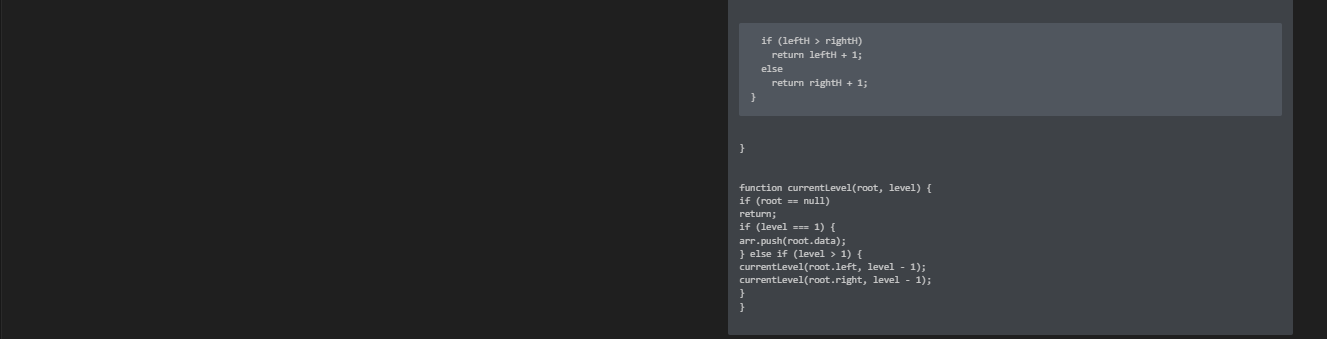 if (leftH > rightH)
return leftH + 1;
else
return rightH + 1;
}
}
function currentLevel(root, level) {
if (root == null)
return;
if (level === 1) {
arr.push(root.data);
} else if (level > 1) {
currentLevel(root.left, level - 1);
currentLevel(root.right, level - 1);
}
}